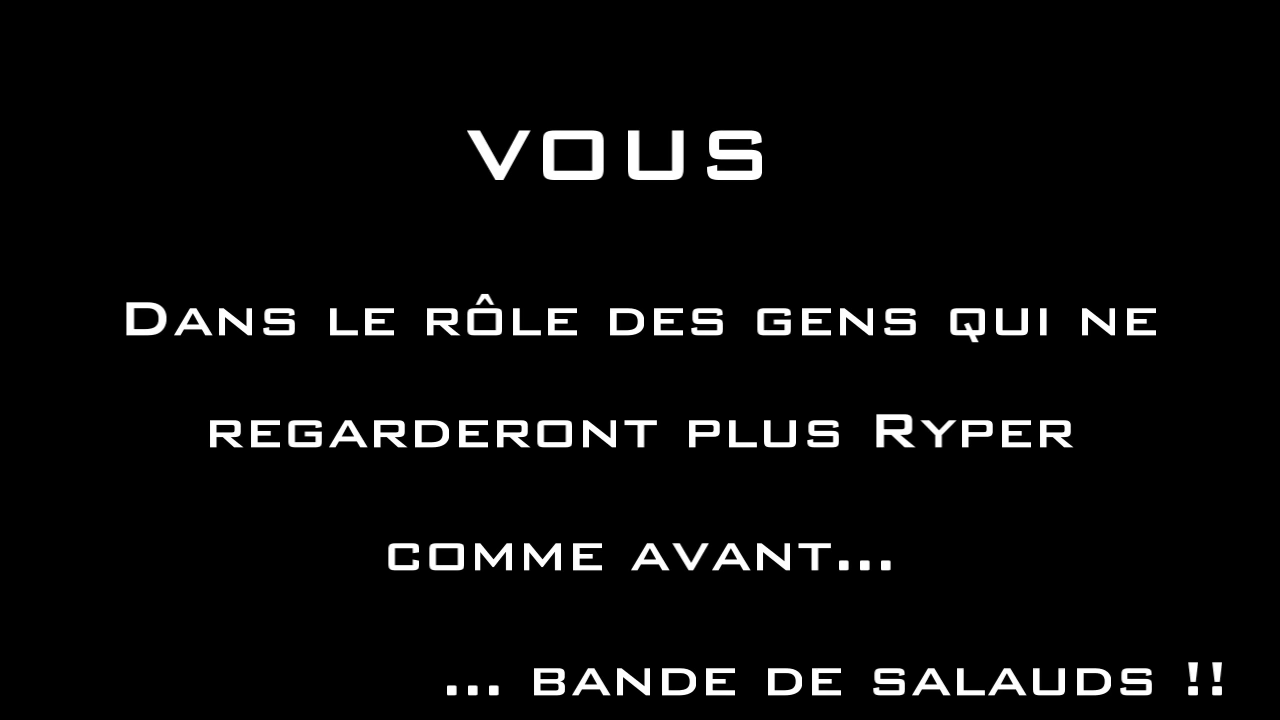 VOUS
DANS LE RÔLE DES GENS QUI NE
REGARDERONT PLUS RYPER
COMME AVANT...
... BANDE DE SALAUDS !!